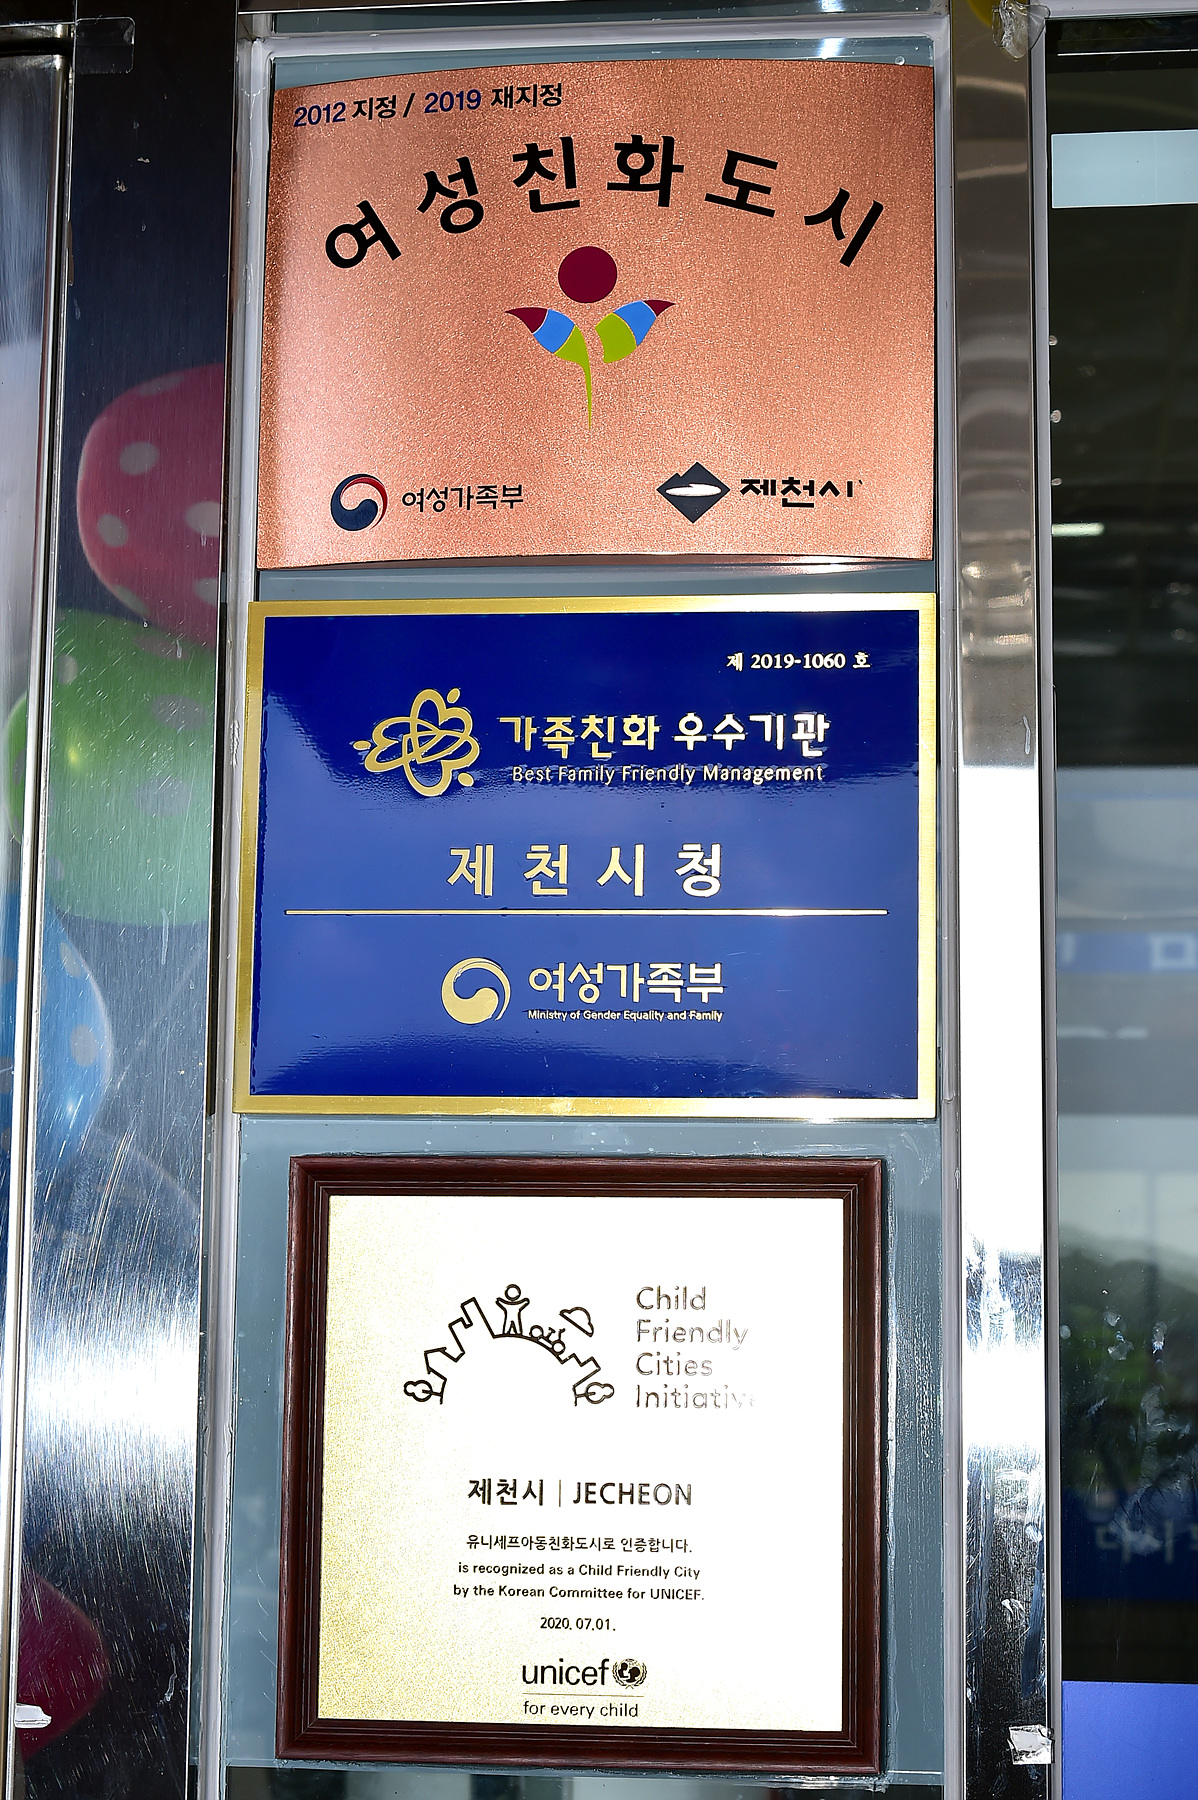 2012 지정 / 2019 재지정
여성친화도시
여성가족부
제천시
제 2019-1060 호
가족친화 우수기관
Best Family Friendly Management
제천시청
여성가족부
Ministry of Gender Equality and Family
Child
Friendly
Cities
Initiative
제천시 | JECHEON
유니세프아동친화도시로 인증합니다.
is recognized as a Child Friendly City
by the Korean Committee for UNICEF.
2020. 07.01.
unicef
for every child